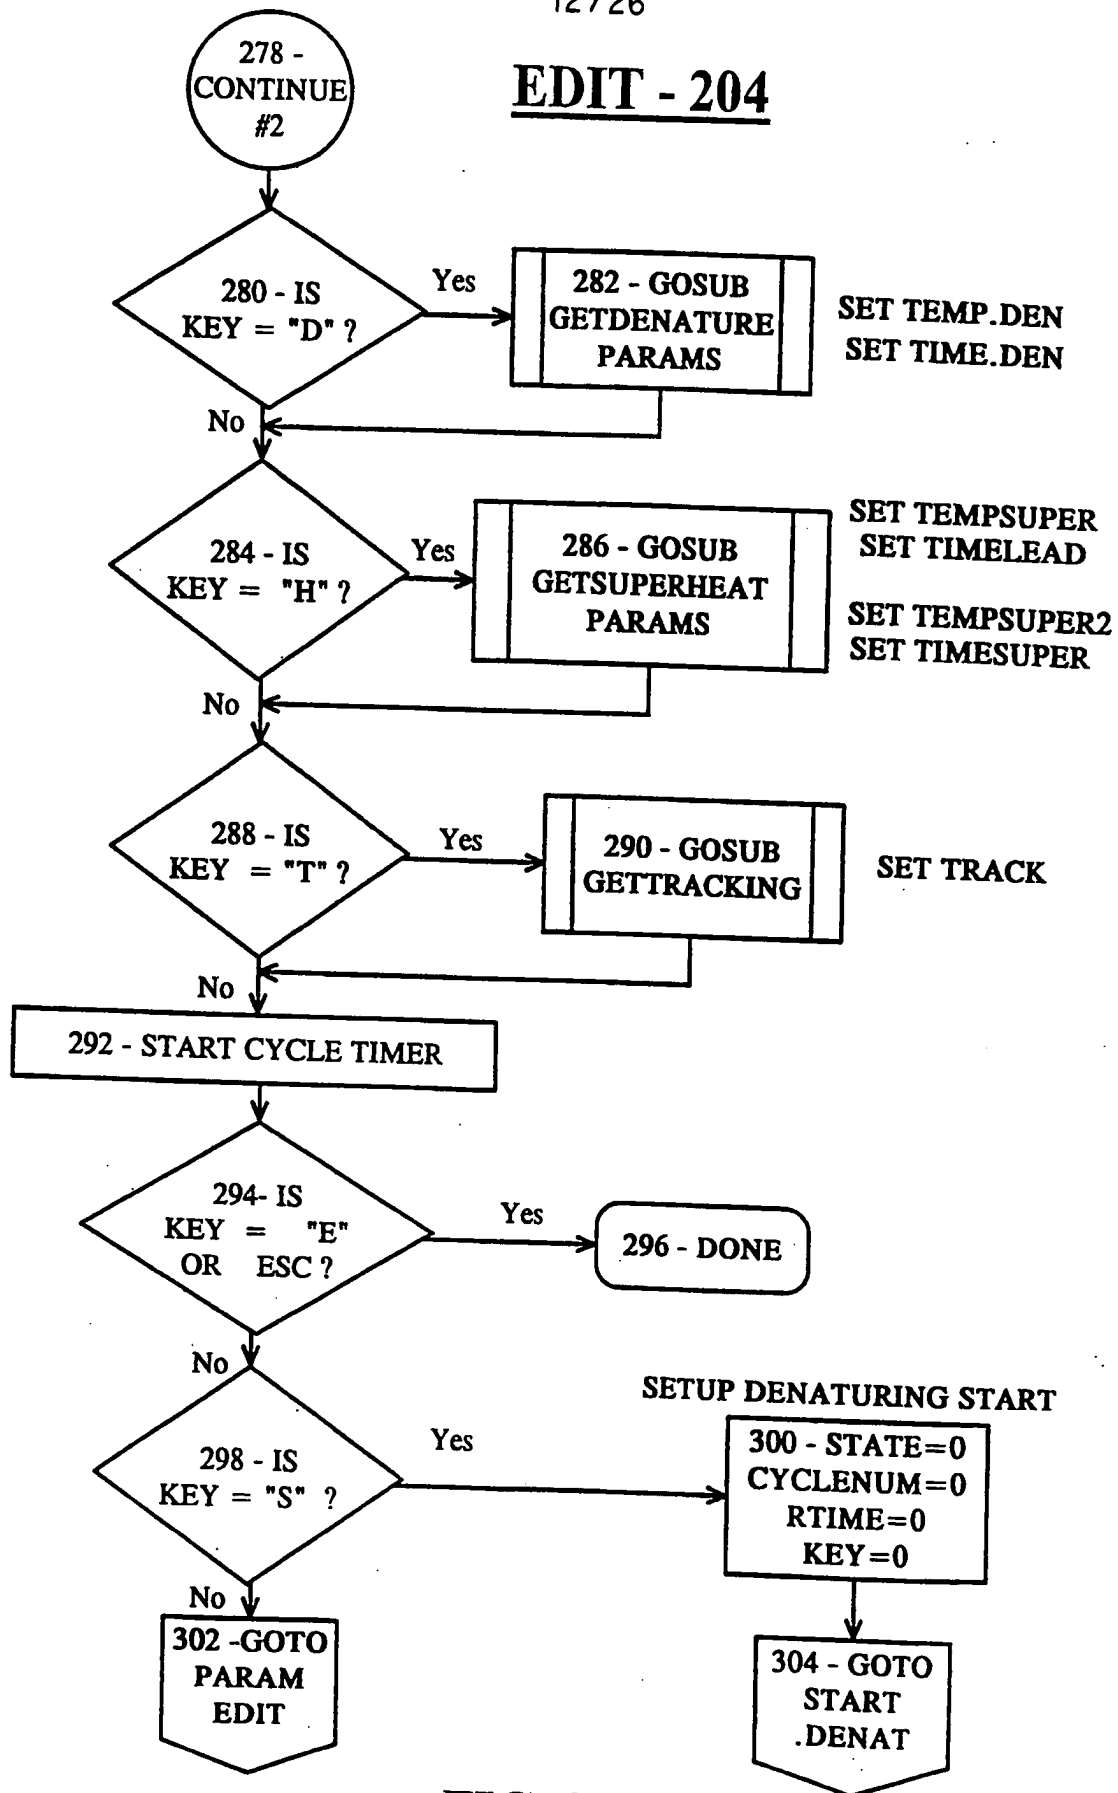 12/26
278 -
CONTINUE
#2
EDIT - 204
280 - IS
KEY = "D" ?
Yes
282 - GOSUB
GETDENATURE
PARAMS
SET TEMP.DEN
SET TIME.DEN
No
284 - IS
KEY = "H" ?
Yes
286 - GOSUB
GETSUPERHEAT
PARAMS
SET TEMPSUPER
SET TIMELEAD
SET TEMPSUPER2
SET TIMESUPER
No
288 - IS
KEY = "T" ?
Yes
290 - GOSUB
GETTRACKING
SET TRACK
No
292 - START CYCLE TIMER
294- IS
KEY = "E"
OR ESC ?
Yes
296 - DONE
No
298 - IS
KEY = "S" ?
Yes
SETUP DENATURING START
300 - STATE=0
CYCLENUM=0
RTIME=0
KEY=0
No
302 -GOTO
PARAM
EDIT
304 - GOTO
START
.DENAT